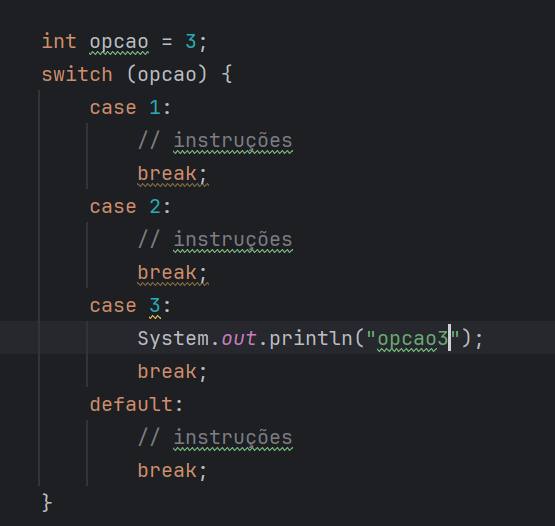 int opcao = 3;
switch (opcao) {
    case 1:
        // instruções
        break;
    case 2:
        // instruções
        break;
    case 3:
        System.out.println("opcao3");
        break;
    default:
        // instruções
        break;
}